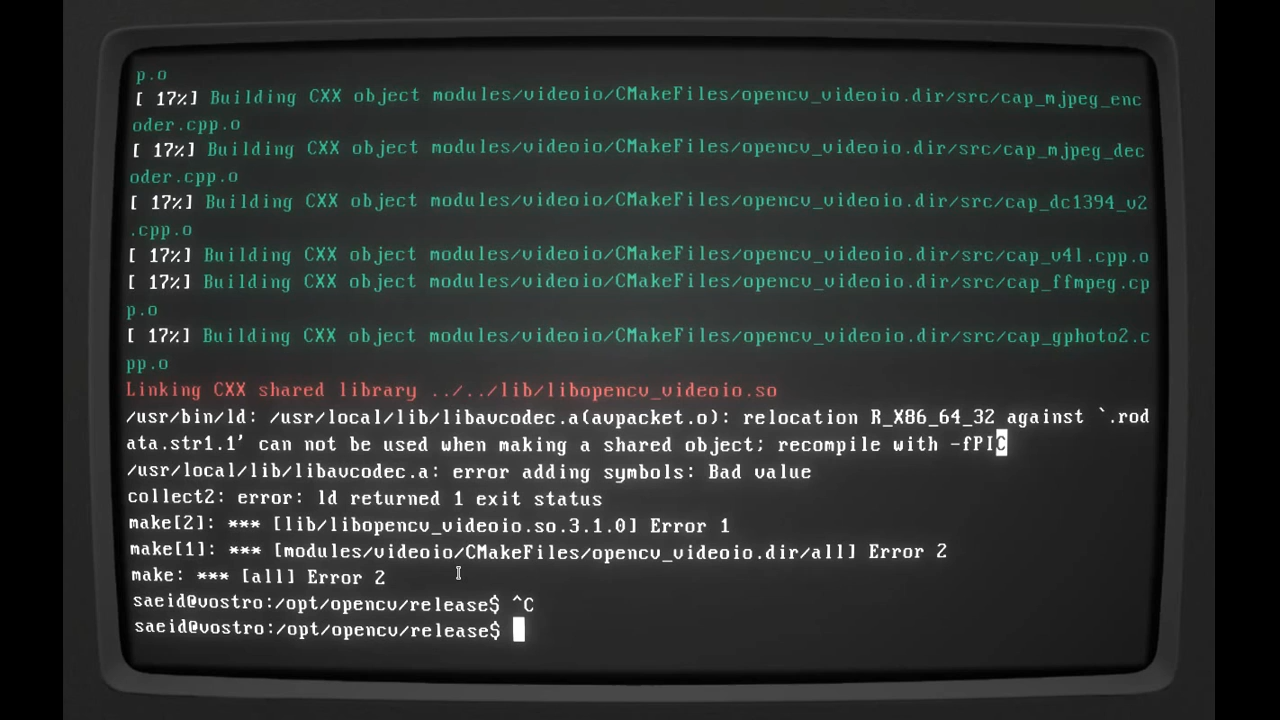 p.o
[ 17%] Building CXX object modules/videoio/CMakeFiles/opencv_videoio.dir/src/cap_mjpeg_enc
oder.cpp.o
[ 17%] Building CXX object modules/videoio/CMakeFiles/opencv_videoio.dir/src/cap_mjpeg_dec
oder.cpp.o
[ 17%] Building CXX object modules/videoio/CMakeFiles/opencv_videoio.dir/src/cap_dc1394_v2
.cpp.o
[ 17%] Building CXX object modules/videoio/CMakeFiles/opencv_videoio.dir/src/cap_v4l.cpp.o
[ 17%] Building CXX object modules/videoio/CMakeFiles/opencv_videoio.dir/src/cap_ffmpeg.cp
p.o
[ 17%] Building CXX object modules/videoio/CMakeFiles/opencv_videoio.dir/src/cap_gphoto2.c
pp.o
Linking CXX shared library ../../lib/libopencv_videoio.so
/usr/bin/ld: /usr/local/lib/libavcodec.a(avpacket.o): relocation R_X86_64_32 against `.rod
ata.str1.1' can not be used when making a shared object; recompile with -fPIC
/usr/local/lib/libavcodec.a: error adding symbols: Bad value
collect2: error: ld returned 1 exit status
make[2]: *** [lib/libopencv_videoio.so.3.1.0] Error 1
make[1]: *** [modules/videoio/CMakeFiles/opencv_videoio.dir/all] Error 2
make: *** [all] Error 2
saeid@vostro:/opt/opencv/release$ ^C
saeid@vostro:/opt/opencv/release$